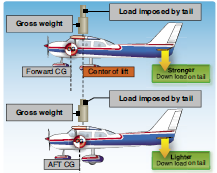 Load imposed by tail
Gross weight
Forward CG
Center of lift
Stronger
Down load on tail
Load imposed by tail
Gross weight
Lighter
Down load on tail
AFT CG